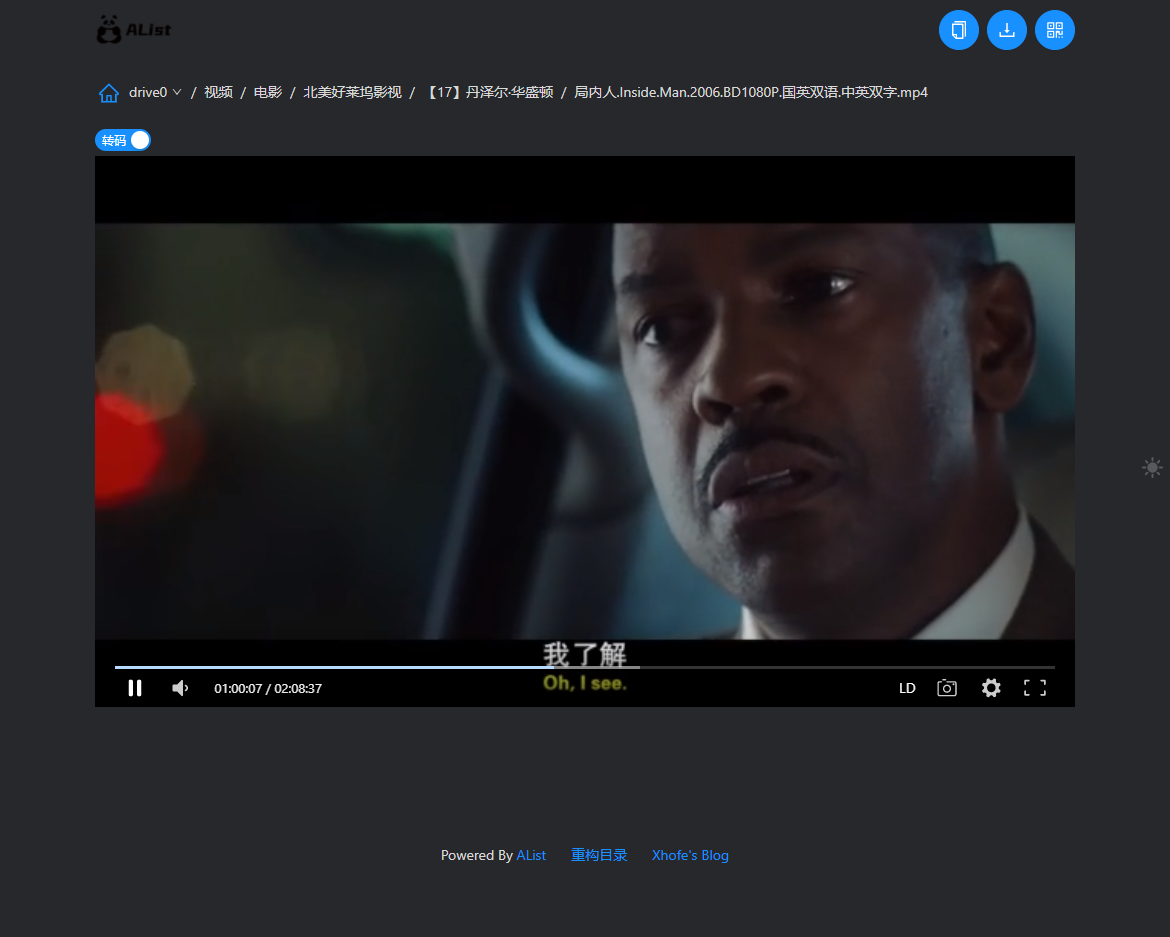 AList
drive0 / 视频 / 电影 / 北美好莱坞影视 / 【17】丹泽尔·华盛顿 / 局内人.Inside.Man.2006.BD1080P.国英双语.中英双字.mp4
转码
我了解
Oh, I see.
01:00:07 / 02:08:37
LD
Powered By AList 重构目录 Xhofe's Blog